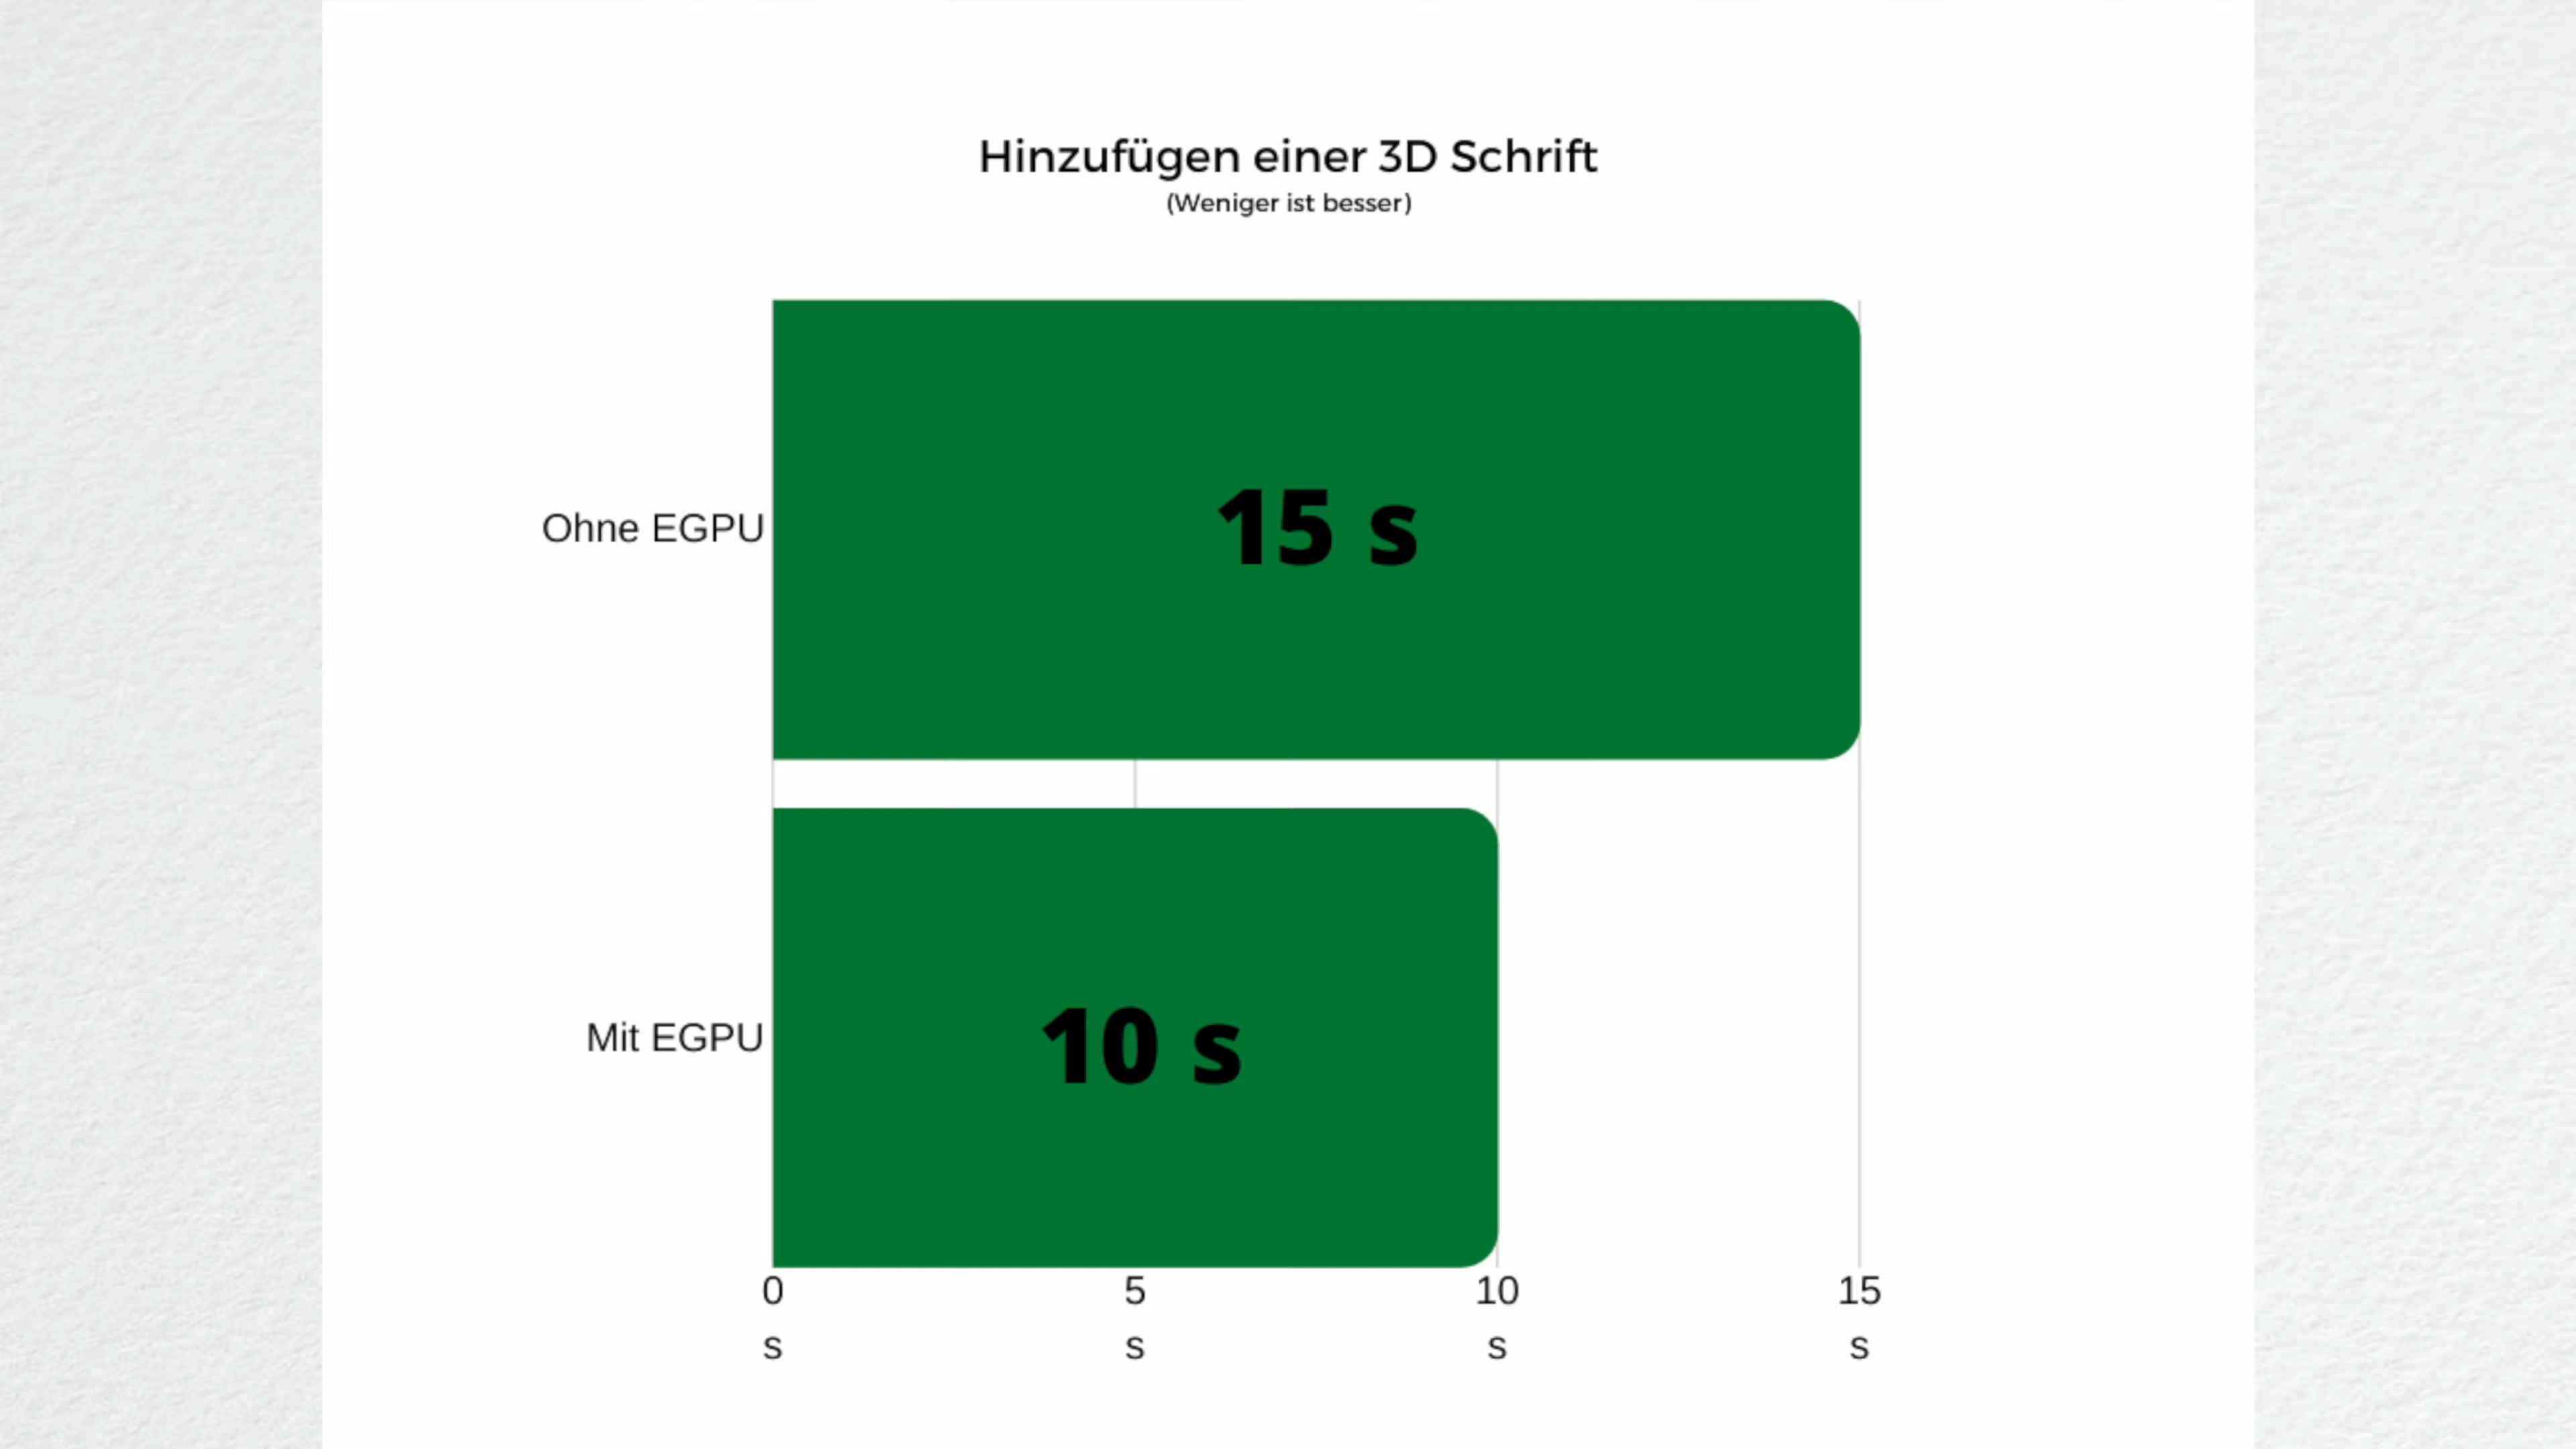 Hinzufügen einer 3D Schrift
(Weniger ist besser)
Ohne EGPU
15 s
Mit EGPU
10 s
0 5 10 15
s s s s